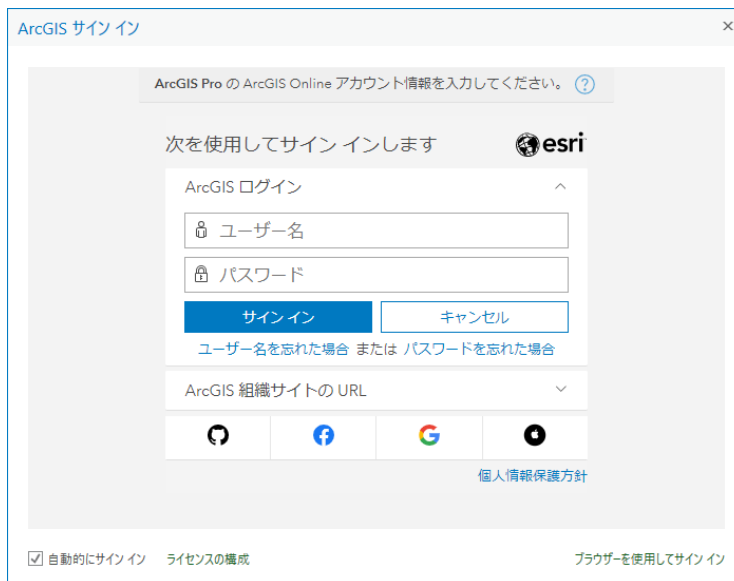 ArcGIS サイン イン
ArcGIS Pro の ArcGIS Online アカウント情報を入力してください。 ?
次を使用してサイン インします esri
ArcGIS ログイン
ユーザー名
パスワード
サイン イン キャンセル
ユーザー名を忘れた場合 または パスワードを忘れた場合
ArcGIS 組織サイトの URL
個人情報保護方針
自動的にサイン イン ライセンスの構成 ブラウザーを使用してサイン イン